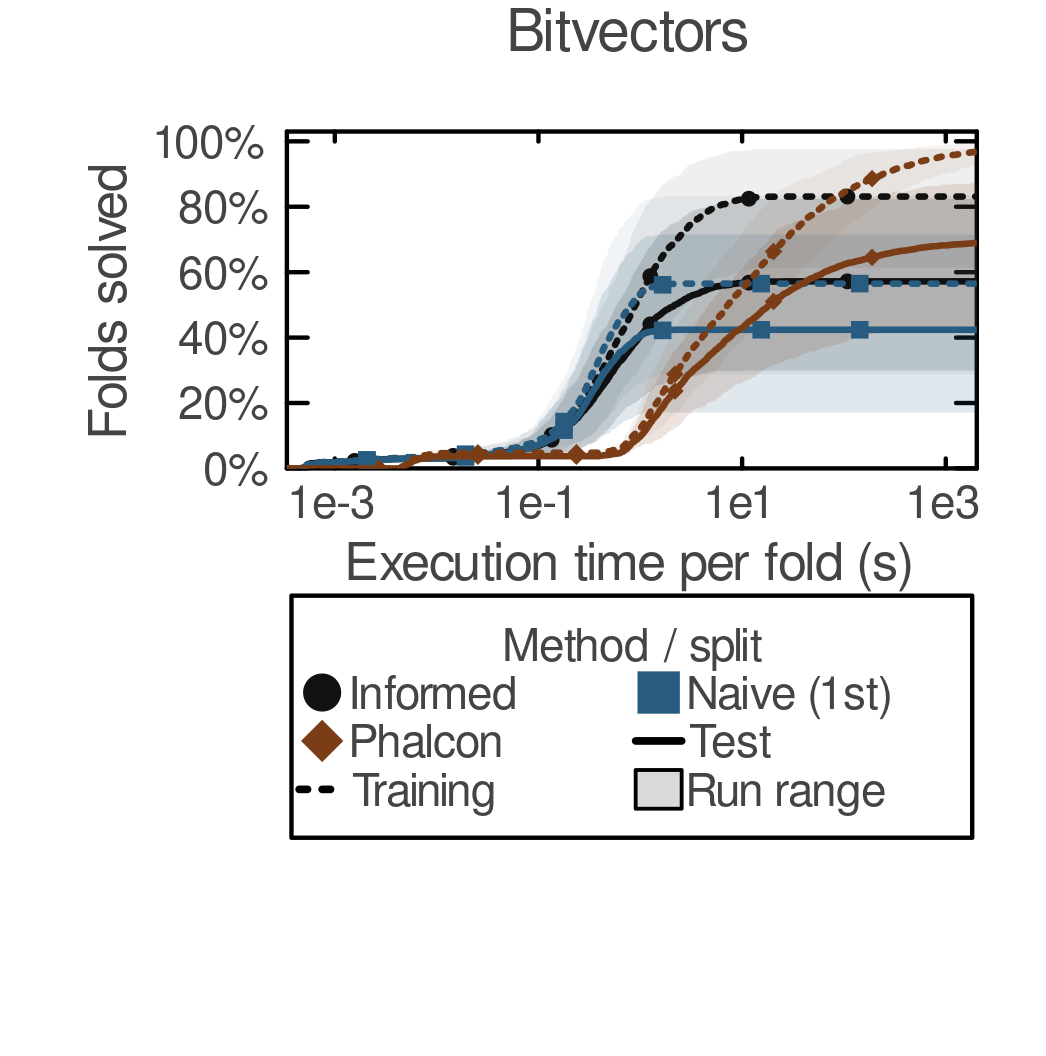 Bitvectors
Folds solved
100%
80%
60%
40%
20%
0%
1e-3 1e-1 1e1 1e3
Execution time per fold (s)
Method / split
Informed Naive (1st)
Phalcon Test
Training Run range